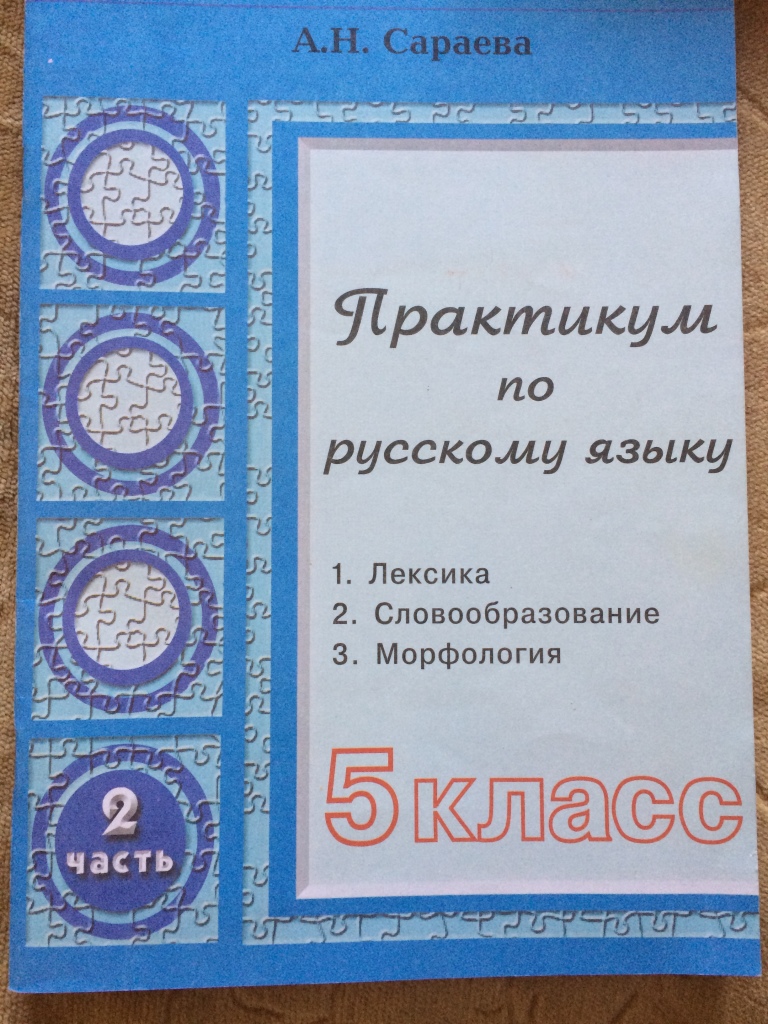 А.Н. Сараева
Практикум
по
русскому языку
1. Лексика
2. Словообразование
3. Морфология
5 класс
2
часть